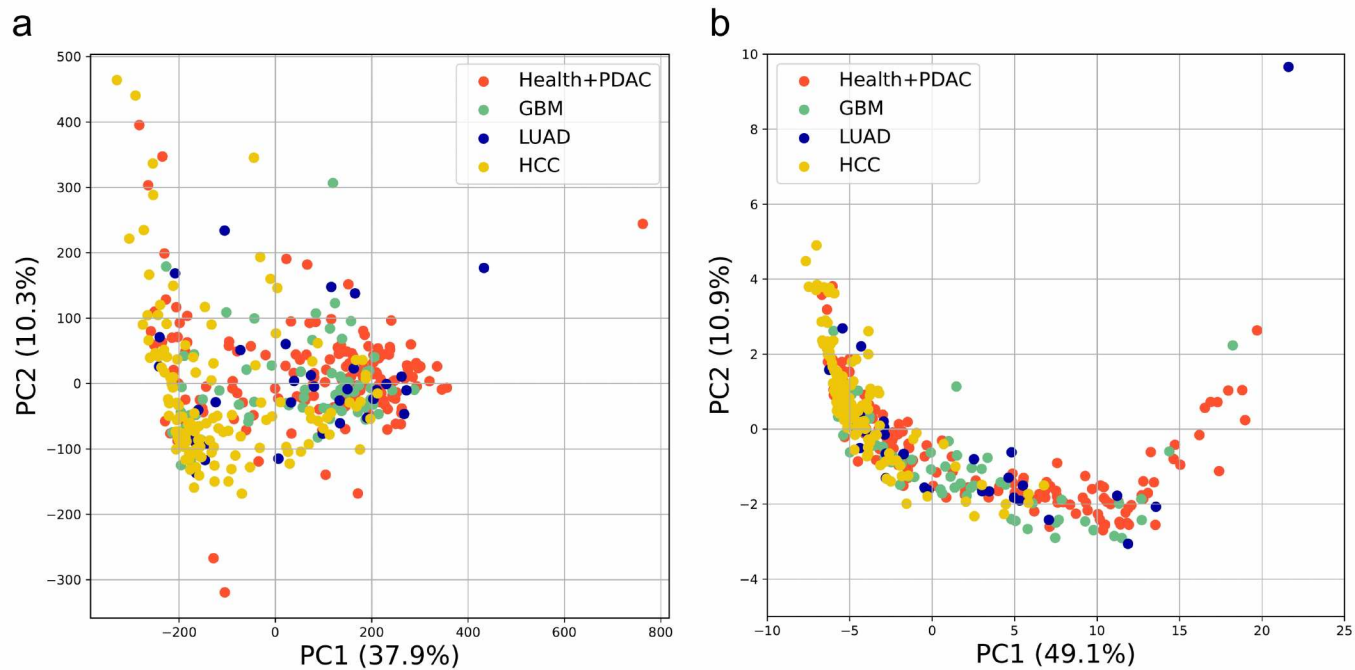 a
b
500
400
300
200
100
0
−100
−200
−300
PC2 (10.3%)
Health+PDAC
GBM
LUAD
HCC
−200
0
200
400
600
800
PC1 (37.9%)
10
8
6
4
2
0
−2
−4
PC2 (10.9%)
Health+PDAC
GBM
LUAD
HCC
−10
−5
0
5
10
15
20
25
PC1 (49.1%)